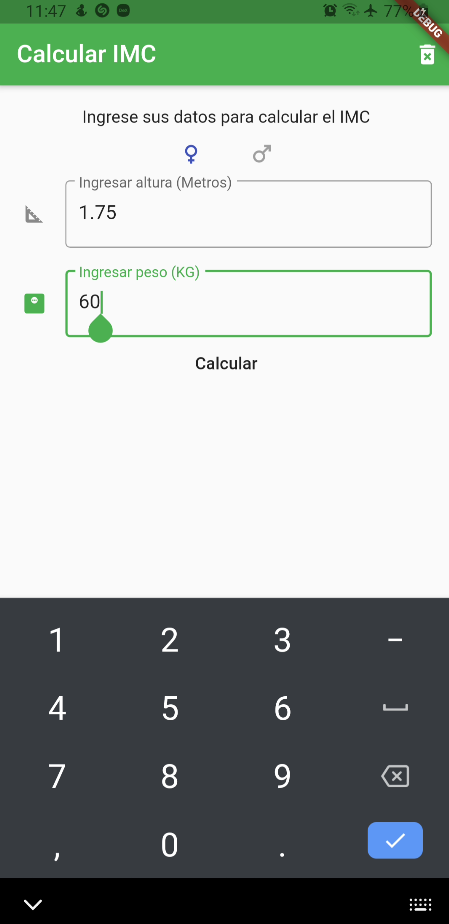 11:47
77%
DEBUG
Calcular IMC
Ingrese sus datos para calcular el IMC
Ingresar altura (Metros)
1.75
Ingresar peso (KG)
60
Calcular
1 2 3 -
4 5 6
7 8 9
, 0 .